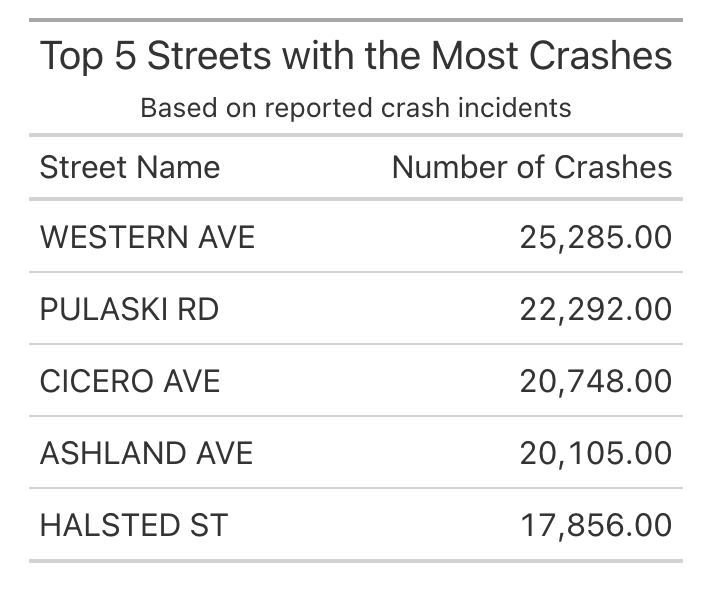 Top 5 Streets with the Most Crashes
Based on reported crash incidents
Street Name Number of Crashes
WESTERN AVE 25,285.00
PULASKI RD 22,292.00
CICERO AVE 20,748.00
ASHLAND AVE 20,105.00
HALSTED ST 17,856.00